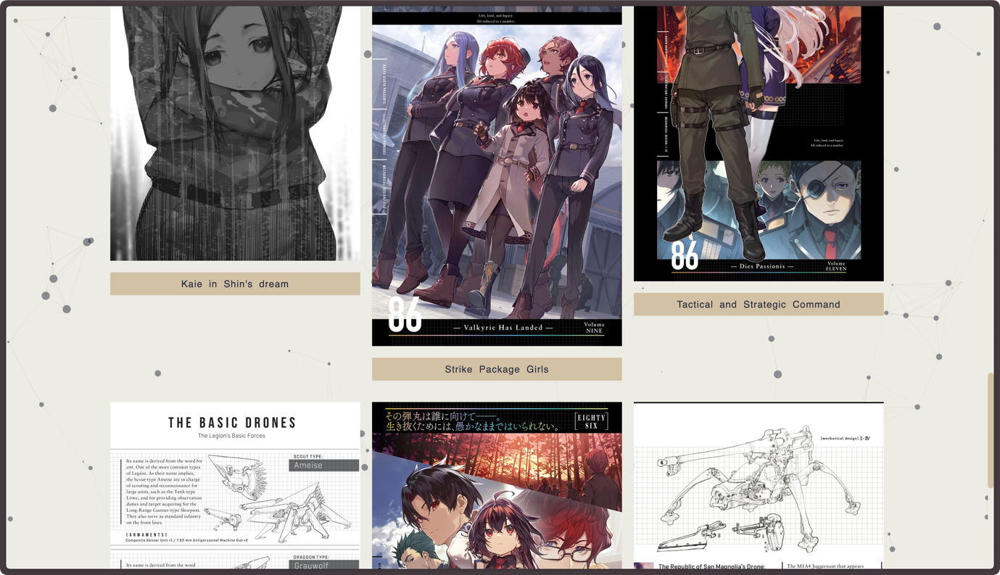 Kaie in Shin's dream
Life, land, and legacy.
All reduced to a number.
86
— Valkyrie Has Landed —
Volume
NINE
Strike Package Girls
Life, land, and legacy.
All reduced to a number.
86
— Dies Passionis —
Volume
ELEVEN
Tactical and Strategic Command
THE BASIC DRONES
The Legion's Basic Forces
SCOUT TYPE:
Ameise
Its name is derived from the word for
ant. One of the more common types
of Legion. As their name implies,
the Scout-type Ameise are in charge
of scouting and reconnaissance for
large units, such as the Tank-type
Löwe, and for providing observation
duties and target acquiring for the
Long-Range Gunner-type Skorpion.
They also serve as standard infantry
on the front lines.
[ARMAMENTS]
Composite Sensor Unit ×1 / 7.62 mm Antipersonnel Machine Gun ×2
DRAGOON TYPE:
Grauwolf
Its name is derived from the word
その弾丸は誰に向けて――。
生き抜くためには、愚かなままではいられない。
EIGHTY
SIX
[mechanical design] I-IV
The Republic of San Magnolia's Drone:
The M1A4 Juggernaut that appears